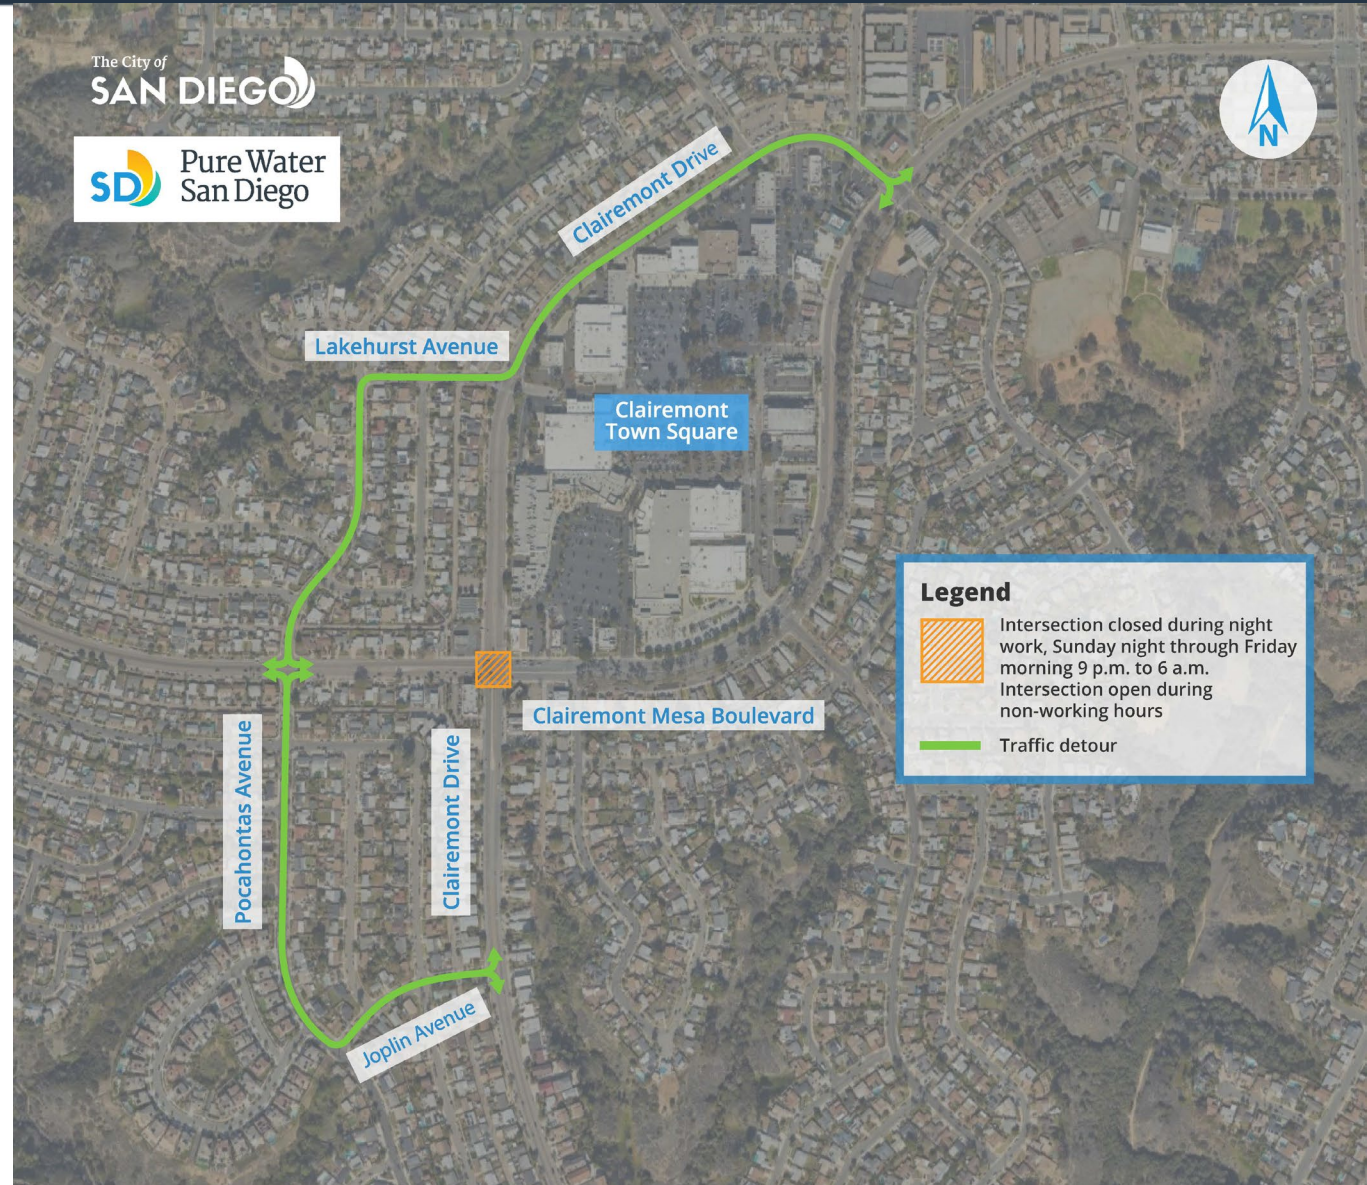 The City of
SAN DIEGO
SD
Pure Water
San Diego
N
Clairemont Drive
Lakehurst Avenue
Clairemont
Town Square
Clairemont Mesa Boulevard
Pocahontas Avenue
Clairemont Drive
Joplin Avenue
Legend
Intersection closed during night
work, Sunday night through Friday
morning 9 p.m. to 6 a.m.
Intersection open during
non-working hours
Traffic detour